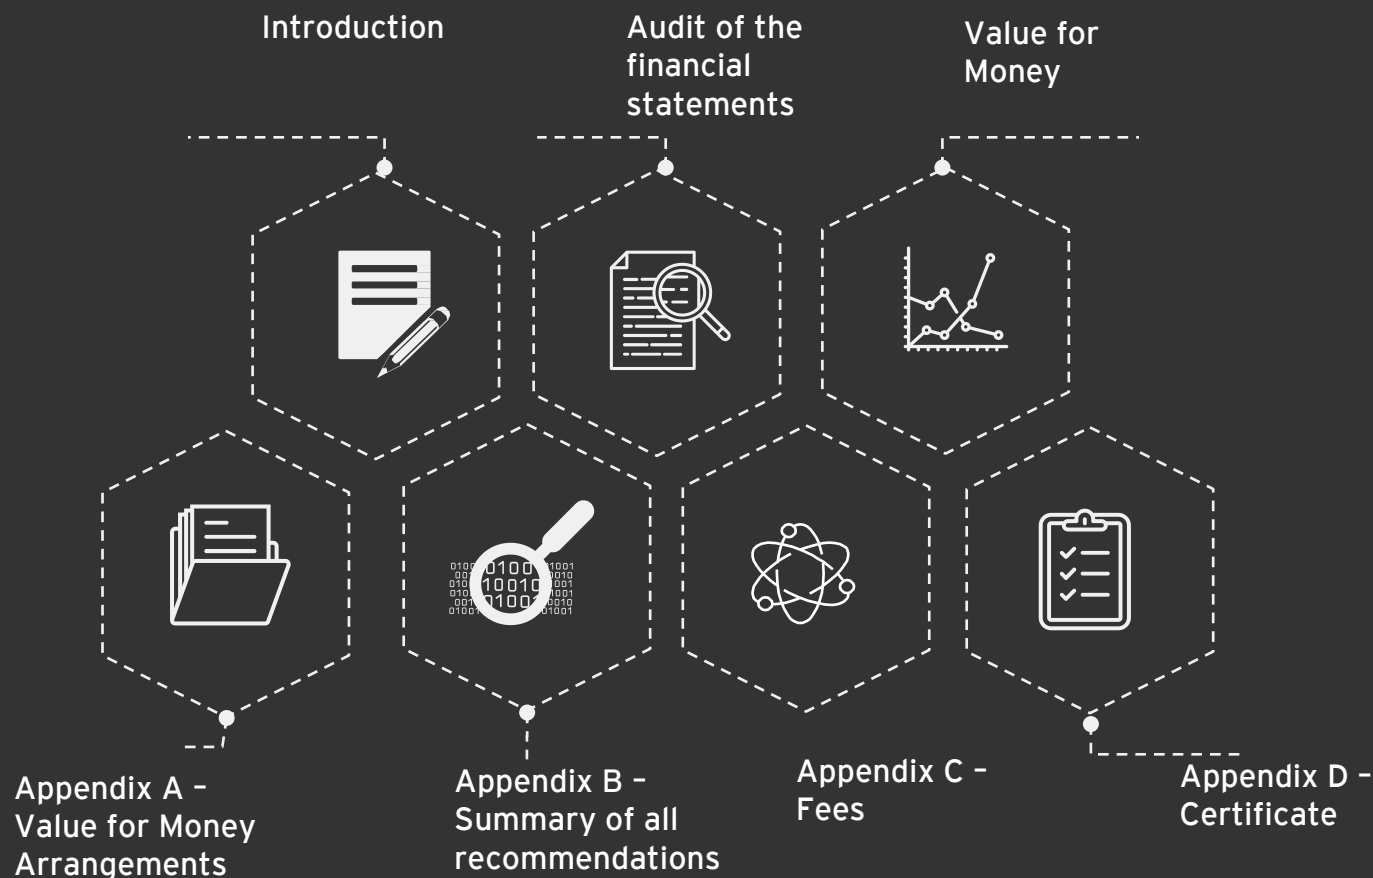 Introduction
Audit of the
financial
statements
Value for
Money
Appendix A –
Value for Money
Arrangements
Appendix B –
Summary of all
recommendations
Appendix C –
Fees
Appendix D –
Certificate